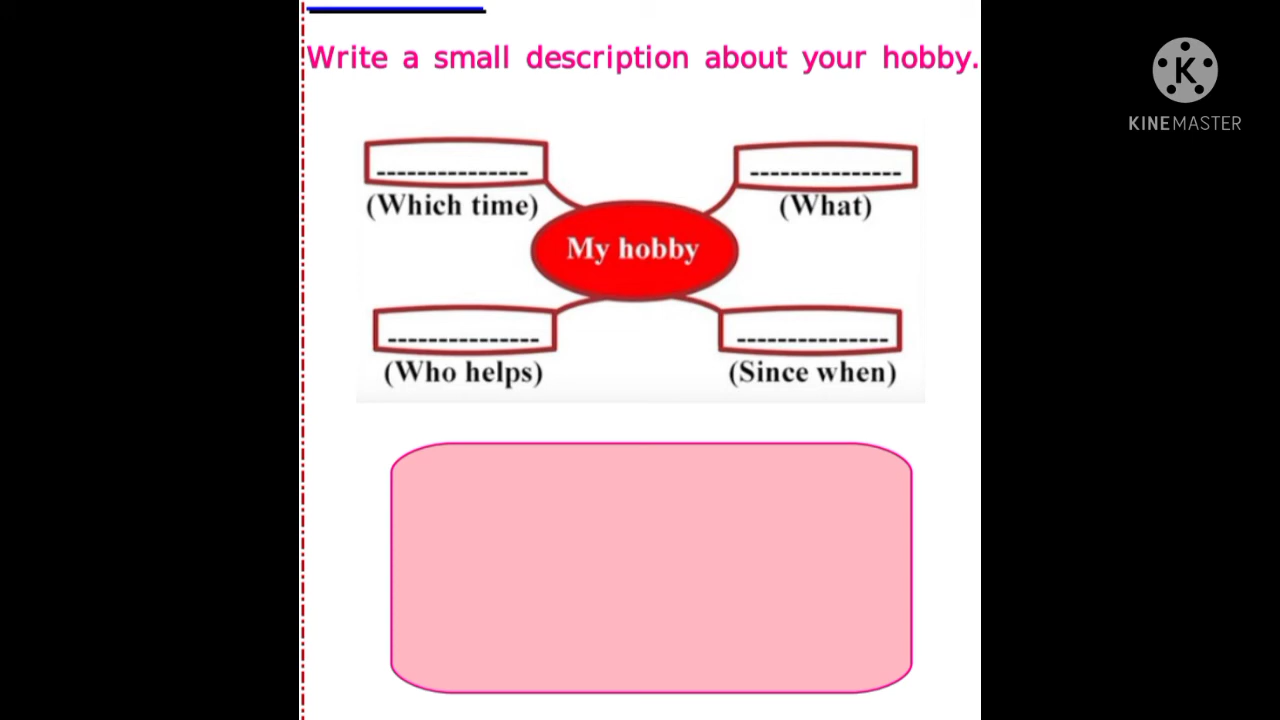 Write a small description about your hobby.
K
KINEMASTER
---------------
(Which time)
---------------
(What)
My hobby
---------------
(Who helps)
---------------
(Since when)